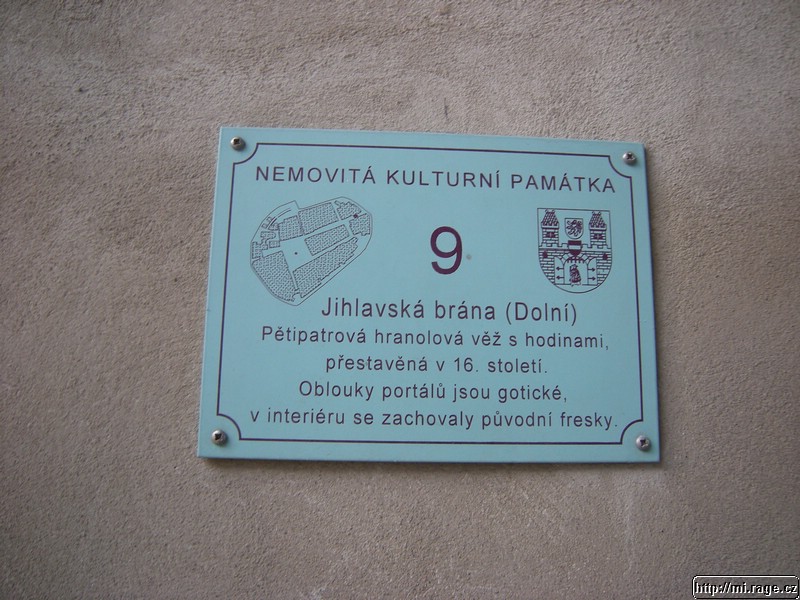 NEMOVITÁ KULTURNÍ PAMÁTKA
9
Jihlavská brána (Dolní)
Pětipatrová hranolová věž s hodinami,
přestavěná v 16. století.
Oblouky portálů jsou gotické,
v interiéru se zachovaly původní fresky.
http://mi.rage.cz